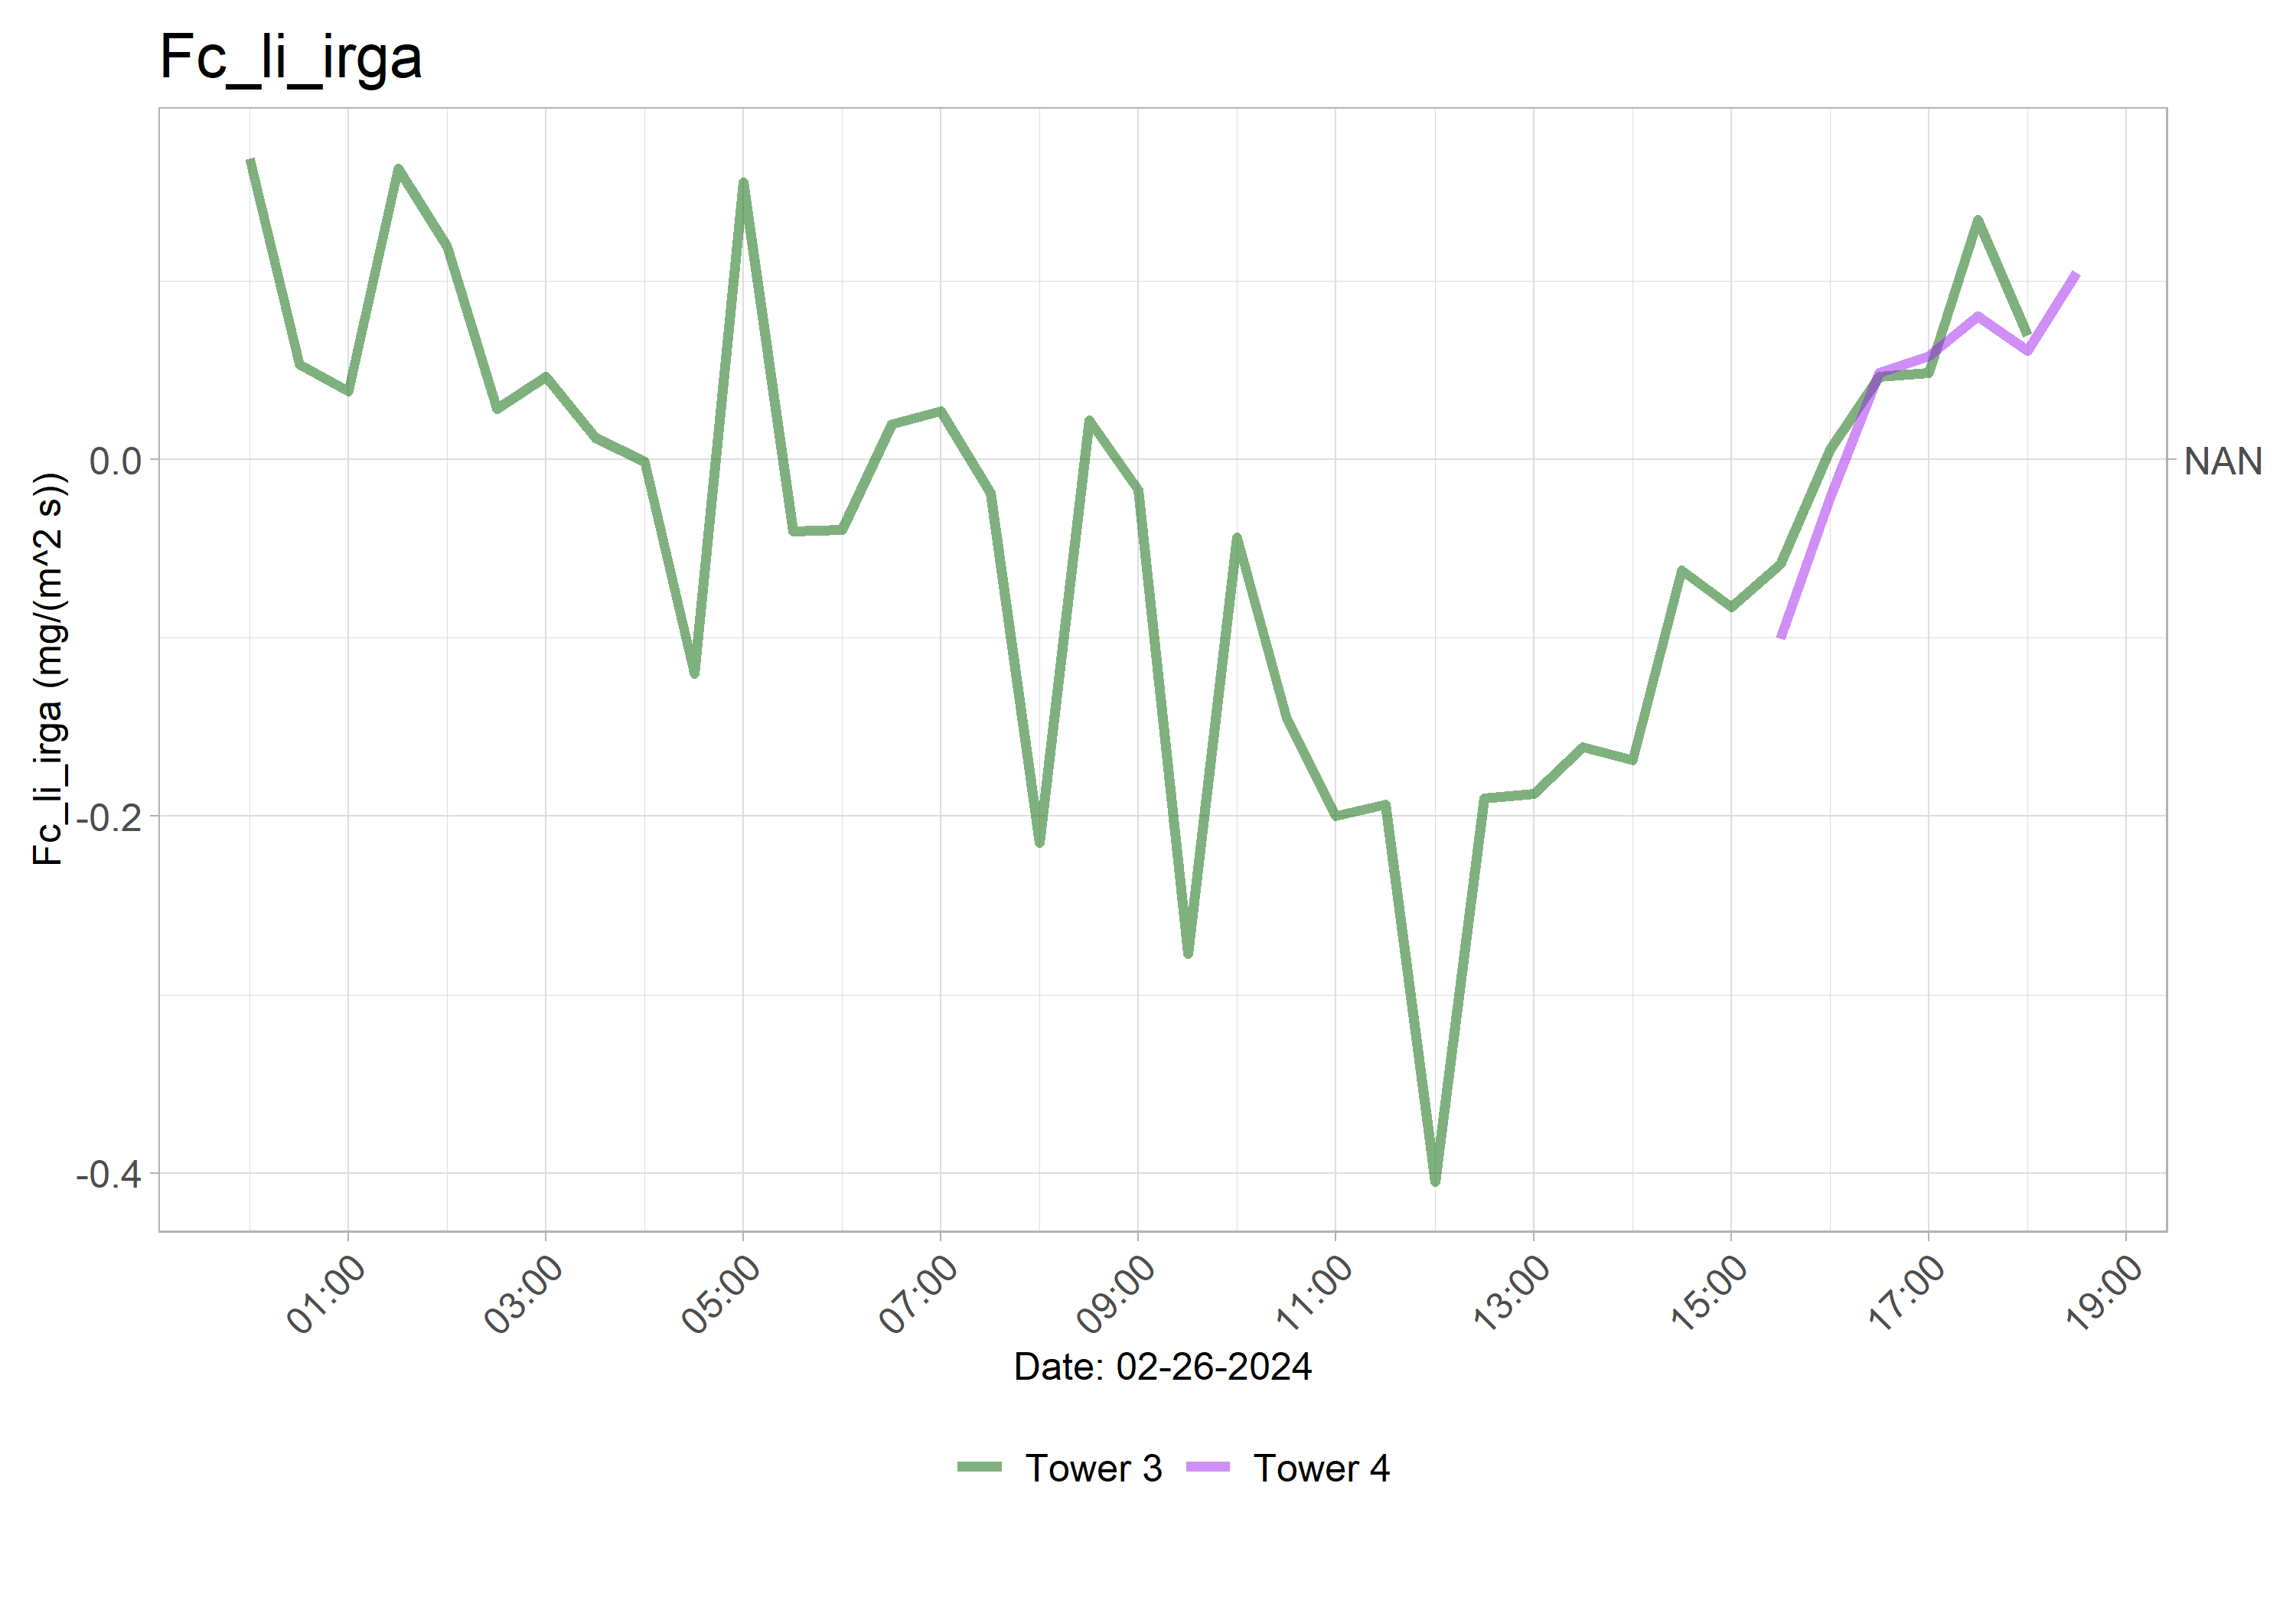 Fc_li_irga
Fc_li_irga (mg/(m^2 s))
0.0
-0.2
-0.4
NAN
01:00
03:00
05:00
07:00
09:00
11:00
13:00
15:00
17:00
19:00
Date: 02-26-2024
Tower 3
Tower 4